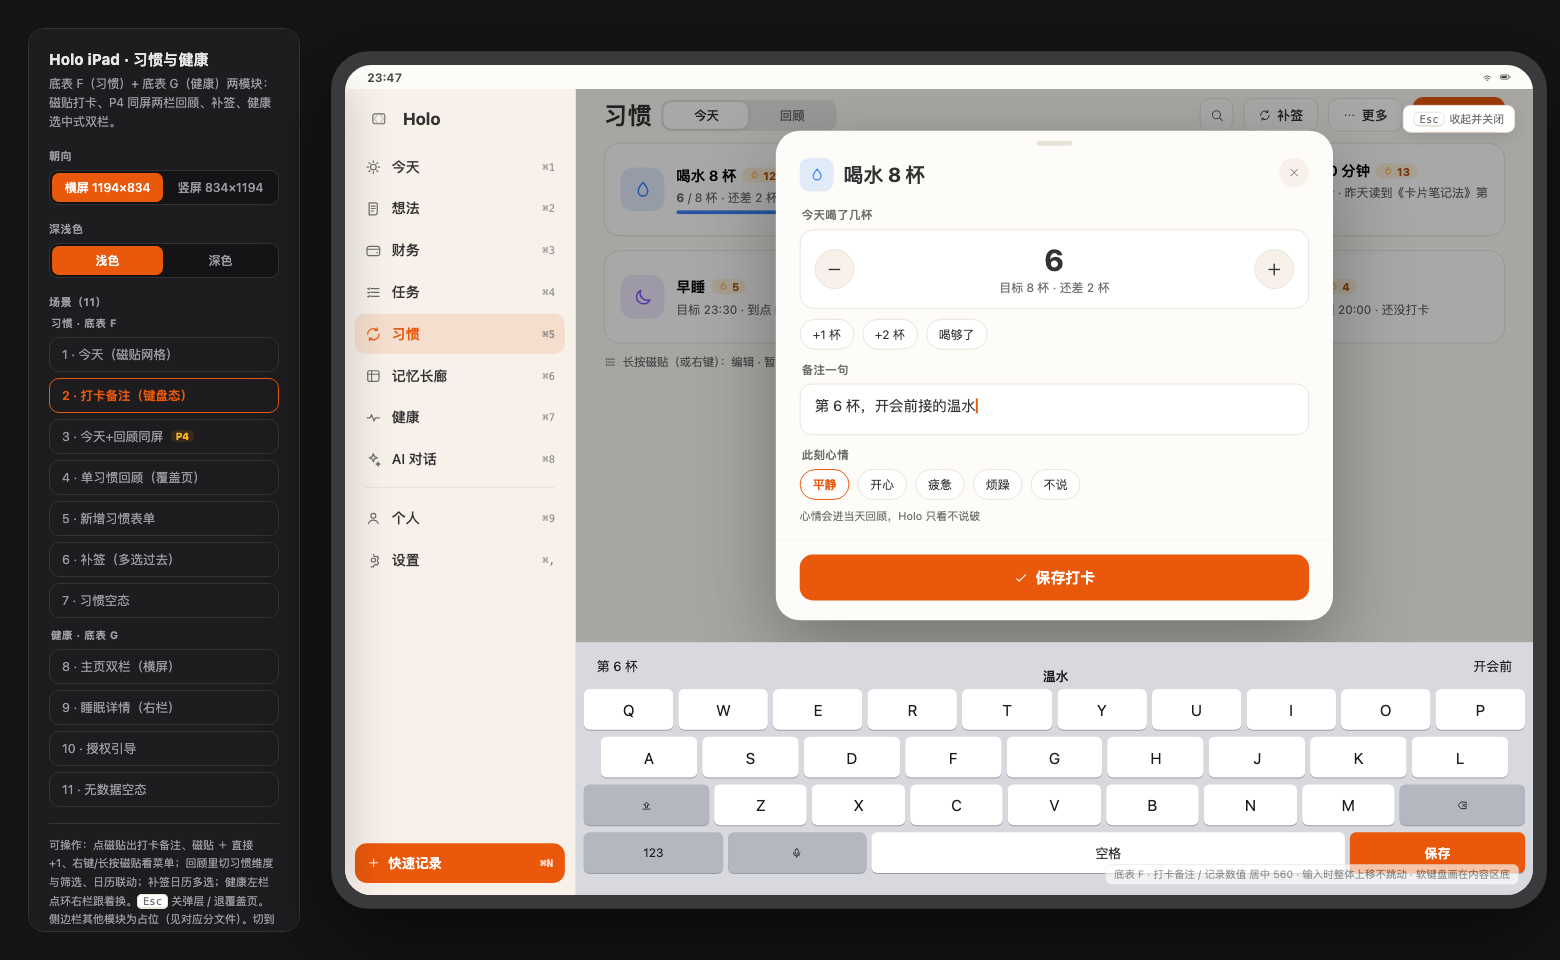 Holo iPad · 习惯与健康
底表 F（习惯）+ 底表 G（健康）两模块：
磁贴打卡、P4 同屏两栏回顾、补签、健康
选中式双栏。
朝向
横屏 1194×834
竖屏 834×1194
深浅色
浅色
深色
场景（11）
习惯 · 底表 F
1 · 今天（磁贴网格）
2 · 打卡备注（键盘态）
3 · 今天+回顾同屏 P4
4 · 单习惯回顾（覆盖页）
5 · 新增习惯表单
6 · 补签（多选过去）
7 · 习惯空态
健康 · 底表 G
8 · 主页双栏（横屏）
9 · 睡眠详情（右栏）
10 · 授权引导
11 · 无数据空态
可操作：点磁贴出打卡备注、磁贴 ＋ 直接
+1、右键/长按磁贴看菜单；回顾里切习惯维度
与筛选、日历联动；补签日历多选；健康左栏
点环右栏跟着换。 Esc 关弹层 / 退覆盖页。
侧边栏其他模块为占位（见对应分文件）。切到
23:47
Holo
今天 ⌘1
想法 ⌘2
财务 ⌘3
任务 ⌘4
习惯 ⌘5
记忆长廊 ⌘6
健康 ⌘7
AI 对话 ⌘8
个人 ⌘9
设置 ⌘,
+ 快速记录 ⌘N
习惯
今天
回顾
补签
··· 更多
Esc 收起并关闭
喝水 8 杯 12
6 / 8 杯 · 还差 2 杯
0 分钟 13
· 昨天读到《卡片笔记法》第
早睡 5
目标 23:30 · 到点
4
20:00 · 还没打卡
长按磁贴（或右键）：编辑 · 暂
喝水 8 杯
今天喝了几杯
6
目标 8 杯 · 还差 2 杯
+1 杯
+2 杯
喝够了
备注一句
第 6 杯，开会前接的温水
此刻心情
平静
开心
疲惫
烦躁
不说
心情会进当天回顾，Holo 只看不说破
保存打卡
第 6 杯
温水
开会前
Q W E R T Y U I O P
A S D F G H J K L
Z X C V B N M
123
空格
保存
底表 F · 打卡备注 / 记录数值 居中 560 · 输入时整体上移不跳动 · 软键盘画在内容区底